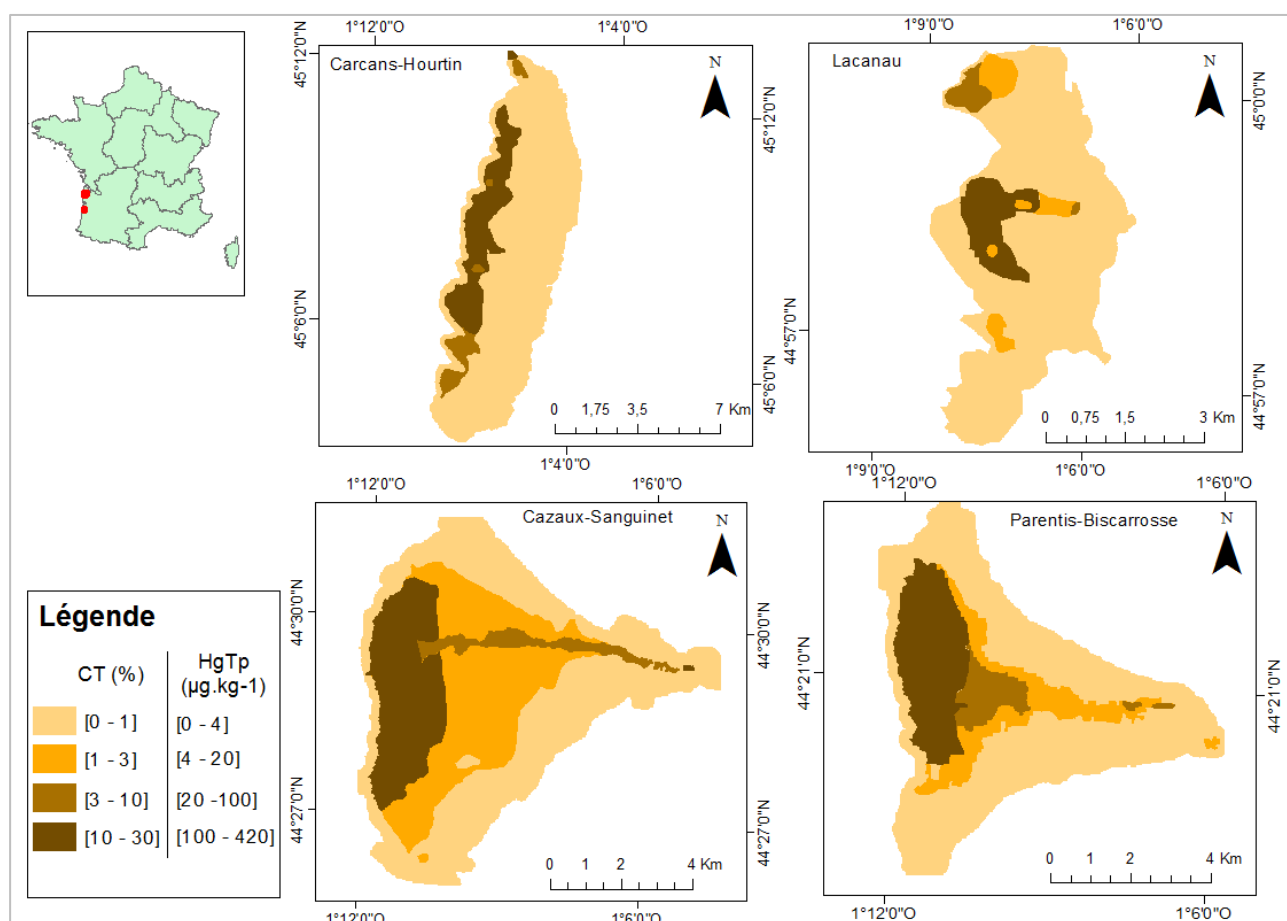 1°12'0"O
1°4'0"O
1°9'0"O
1°6'0"O
45°12'0"N
Carcans-Hourtin
N
45°12'0"N
Lacanau
N
45°0'0"N
45°6'0"N
45°6'0"N
44°57'0"N
44°57'0"N
0 1,75 3,5 7 Km
0 0,75 1,5 3 Km
1°4'0"O
1°9'0"O
1°6'0"O
1°12'0"O
1°6'0"O
1°12'0"O
1°6'0"O
Cazaux-Sanguinet
N
Parentis-Biscarrosse
N
44°30'0"N
44°30'0"N
44°21'0"N
44°21'0"N
44°27'0"N
44°27'0"N
0 1 2 4 Km
0 1 2 4 Km
1°12'0"O
1°6'0"O
1°12'0"O
1°6'0"O
Légende
CT (%) HgTp
(µg.kg-1)
[0 - 1] [0 - 4]
[1 - 3] [4 - 20]
[3 - 10] [20 -100]
[10 - 30] [100 - 420]